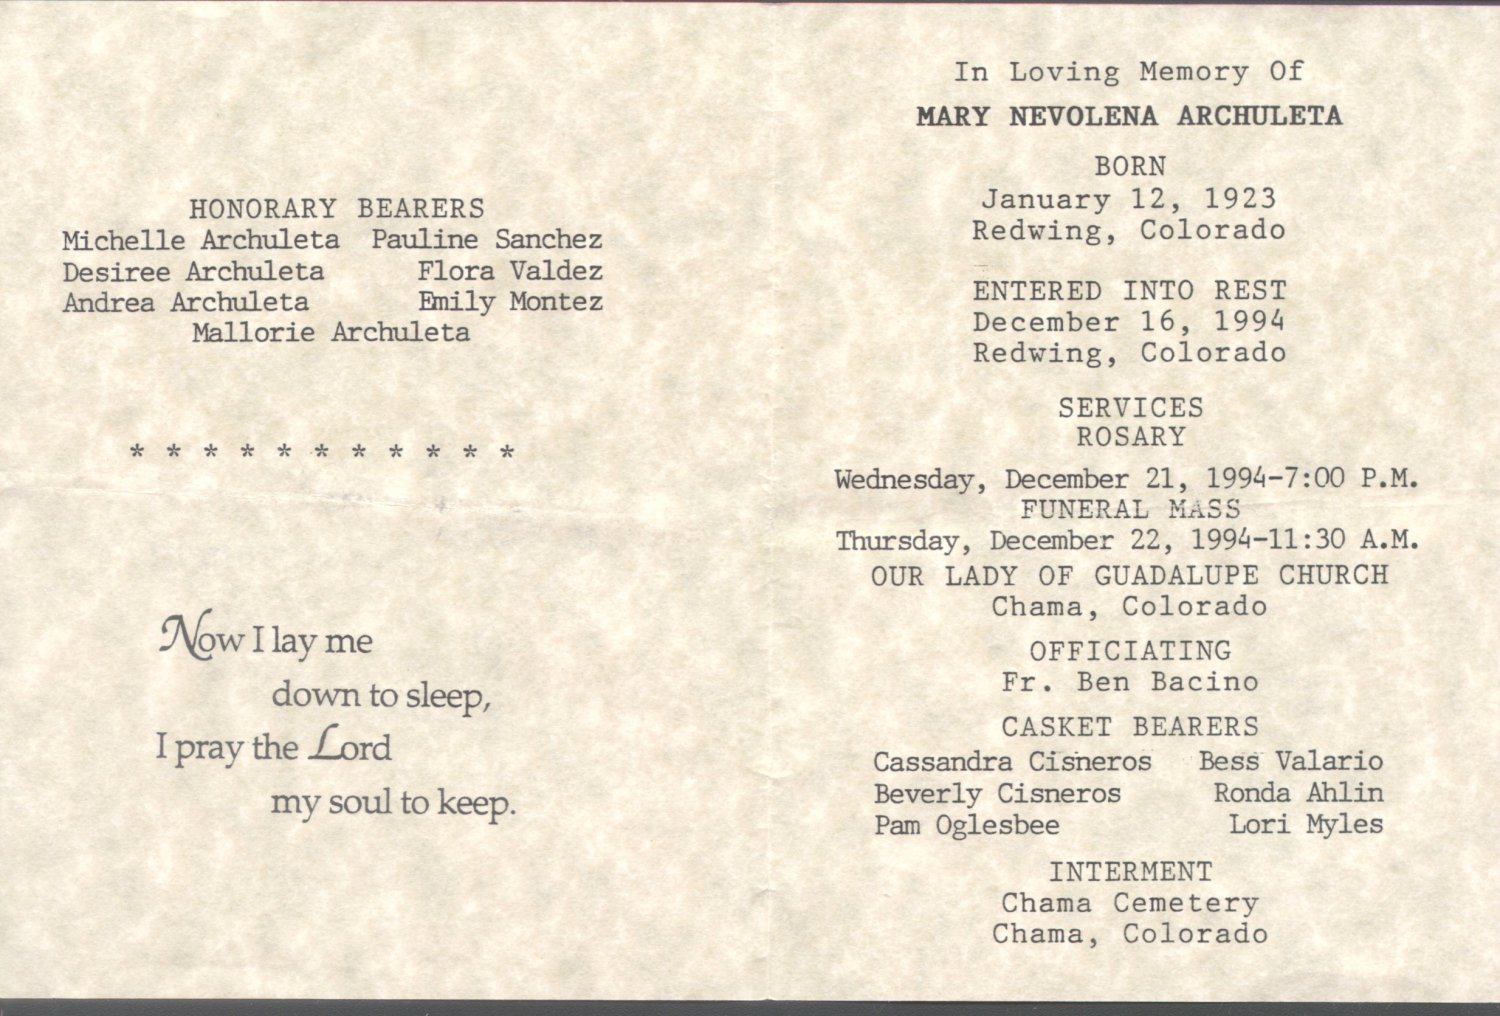 HONORARY BEARERS
Michelle Archuleta Pauline Sanchez
Desiree Archuleta Flora Valdez
Andrea Archuleta Emily Montez
Mallorie Archuleta
* * * * * * * * * * *
Now I lay me
down to sleep,
I pray the Lord
my soul to keep.
In Loving Memory Of
MARY NEVOLENA ARCHULETA
BORN
January 12, 1923
Redwing, Colorado
ENTERED INTO REST
December 16, 1994
Redwing, Colorado
SERVICES
ROSARY
Wednesday, December 21, 1994-7:00 P.M.
FUNERAL MASS
Thursday, December 22, 1994-11:30 A.M.
OUR LADY OF GUADALUPE CHURCH
Chama, Colorado
OFFICIATING
Fr. Ben Bacino
CASKET BEARERS
Cassandra Cisneros Bess Valario
Beverly Cisneros Ronda Ahlin
Pam Oglesbee Lori Myles
INTERMENT
Chama Cemetery
Chama, Colorado